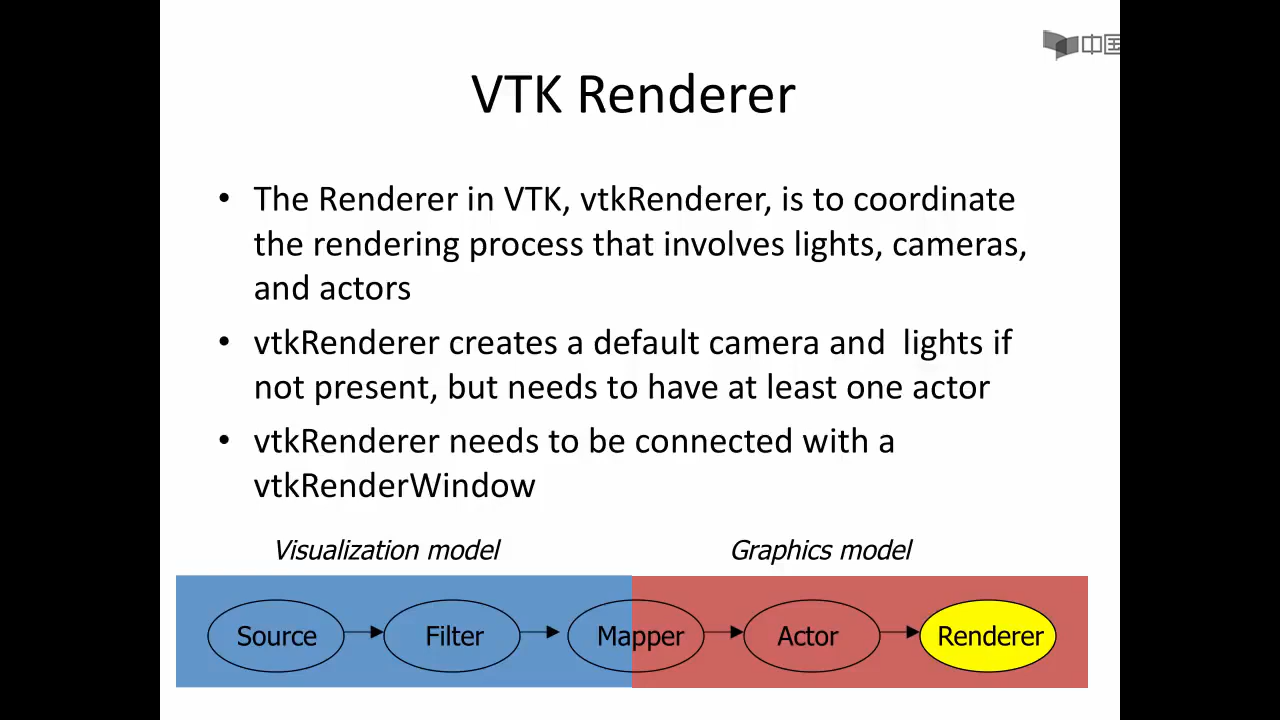 中国
VTK Renderer
• The Renderer in VTK, vtkRenderer, is to coordinate
the rendering process that involves lights, cameras,
and actors
• vtkRenderer creates a default camera and  lights if
not present, but needs to have at least one actor
• vtkRenderer needs to be connected with a
vtkRenderWindow
Visualization model Graphics model
Source Filter Mapper Actor Renderer